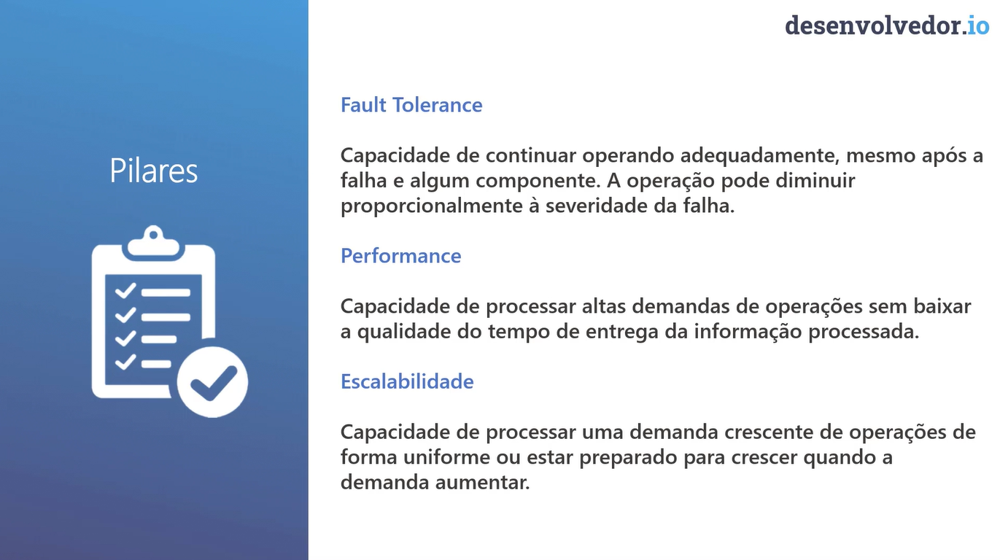 desenvolvedor.io
Pilares
Fault Tolerance
Capacidade de continuar operando adequadamente, mesmo após a
falha e algum componente. A operação pode diminuir
proporcionalmente à severidade da falha.
Performance
Capacidade de processar altas demandas de operações sem baixar
a qualidade do tempo de entrega da informação processada.
Escalabilidade
Capacidade de processar uma demanda crescente de operações de
forma uniforme ou estar preparado para crescer quando a
demanda aumentar.